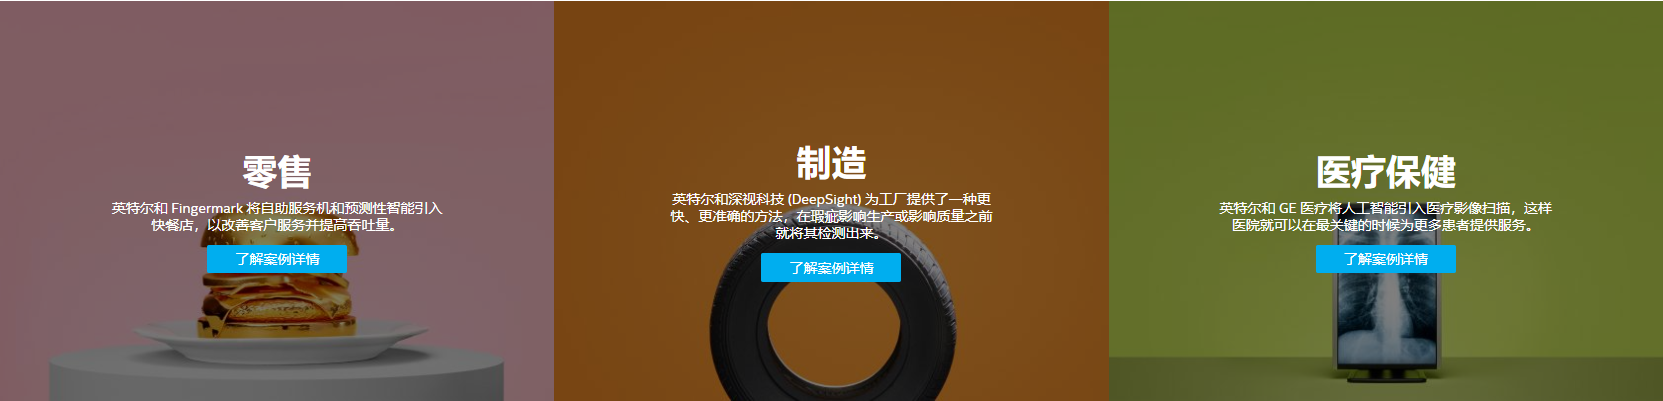 零售
英特尔和 Fingermark 将自助服务机和预测性智能引入
快餐店，以改善客户服务并提高吞吐量。
了解案例详情
制造
英特尔和深视科技 (DeepSight) 为工厂提供了一种更
快、更准确的方法，在瑕疵影响生产或影响质量之前
就将其检测出来。
了解案例详情
医疗保健
英特尔和 GE 医疗将人工智能引入医疗影像扫描，这样
医院就可以在最关键的时候为更多患者提供服务。
了解案例详情